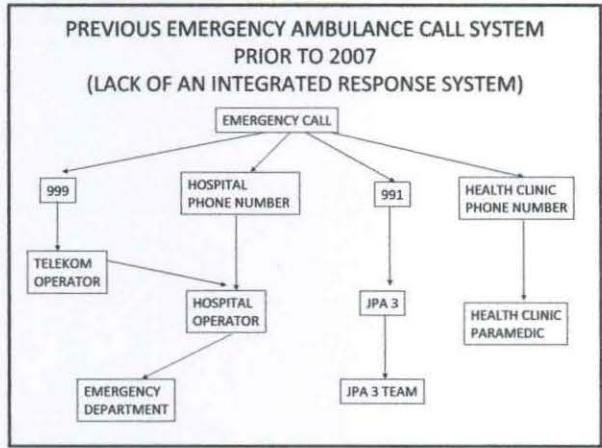 PREVIOUS EMERGENCY AMBULANCE CALL SYSTEM
PRIOR TO 2007
(LACK OF AN INTEGRATED RESPONSE SYSTEM)
EMERGENCY CALL
999
HOSPITAL
PHONE NUMBER
991
HEALTH CLINIC
PHONE NUMBER
TELEKOM
OPERATOR
HOSPITAL
OPERATOR
JPA 3
HEALTH CLINIC
PARAMEDIC
EMERGENCY
DEPARTMENT
JPA 3 TEAM